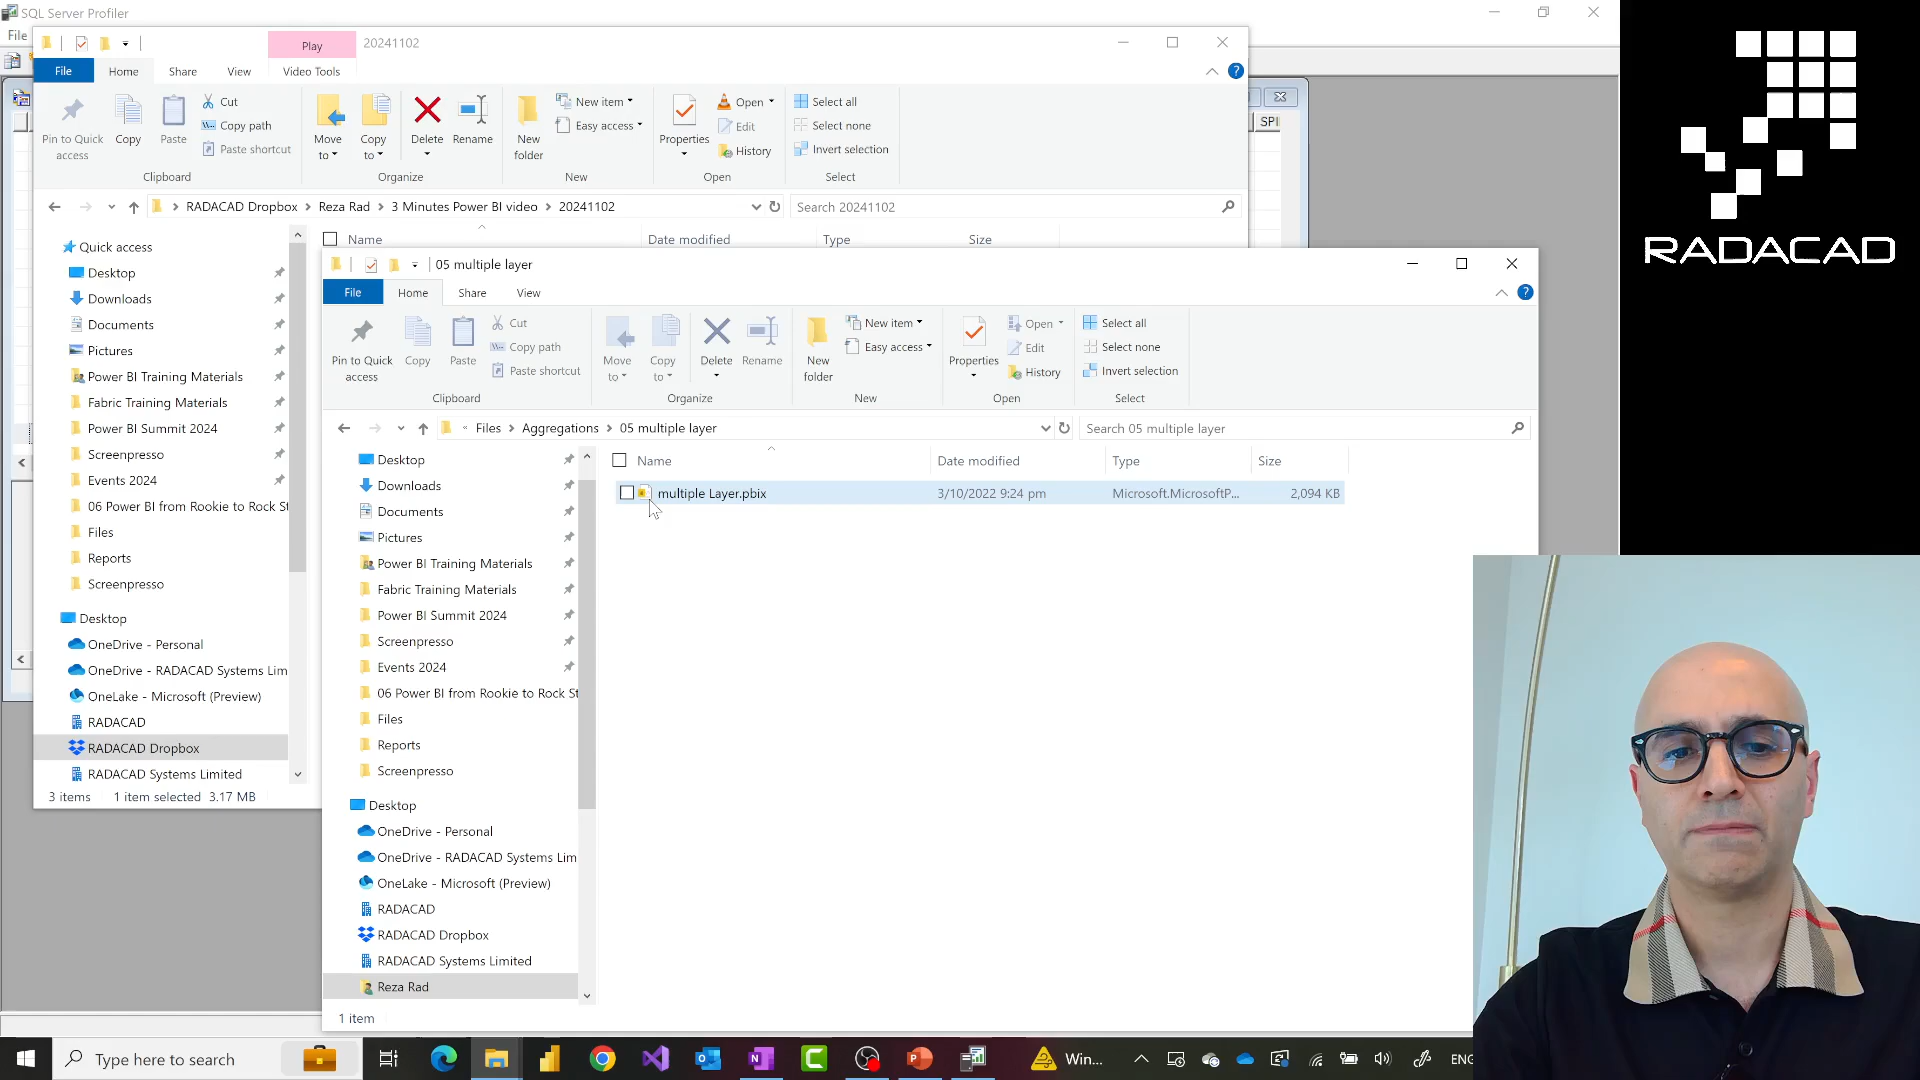 SQL Server Profiler
File
Play
20241102
File
Home
Share
View
Video Tools
Pin to Quick access
Copy
Paste
Cut
Copy path
Paste shortcut
Clipboard
Move to
Copy to
Delete
Rename
Organize
New folder
New item
Easy access
New
Properties
Open
Edit
History
Open
Select all
Select none
Invert selection
Select
RADACAD Dropbox > Reza Rad > 3 Minutes Power BI video > 20241102
Search 20241102
Name
Date modified
Type
Size
Quick access
Desktop
Downloads
Documents
Pictures
Power BI Training Materials
Fabric Training Materials
Power BI Summit 2024
Screenpresso
Events 2024
06 Power BI from Rookie to Rock St
Files
Reports
Screenpresso
Desktop
OneDrive - Personal
OneDrive - RADACAD Systems Lim
OneLake - Microsoft (Preview)
RADACAD
RADACAD Dropbox
RADACAD Systems Limited
3 items
1 item selected 3.17 MB
SPI
05 multiple layer
File
Home
Share
View
Pin to Quick access
Copy
Paste
Cut
Copy path
Paste shortcut
Clipboard
Move to
Copy to
Delete
Rename
Organize
New folder
New item
Easy access
New
Properties
Open
Edit
History
Open
Select all
Select none
Invert selection
Select
« Files > Aggregations > 05 multiple layer
Search 05 multiple layer
Name
Date modified
Type
Size
multiple Layer.pbix
3/10/2022 9:24 pm
Microsoft.MicrosoftP...
2,094 KB
Desktop
Downloads
Documents
Pictures
Power BI Training Materials
Fabric Training Materials
Power BI Summit 2024
Screenpresso
Events 2024
06 Power BI from Rookie to Rock St
Files
Reports
Screenpresso
Desktop
OneDrive - Personal
OneDrive - RADACAD Systems Lim
OneLake - Microsoft (Preview)
RADACAD
RADACAD Dropbox
RADACAD Systems Limited
Reza Rad
1 item
RADACAD
Type here to search
Win...
ENG